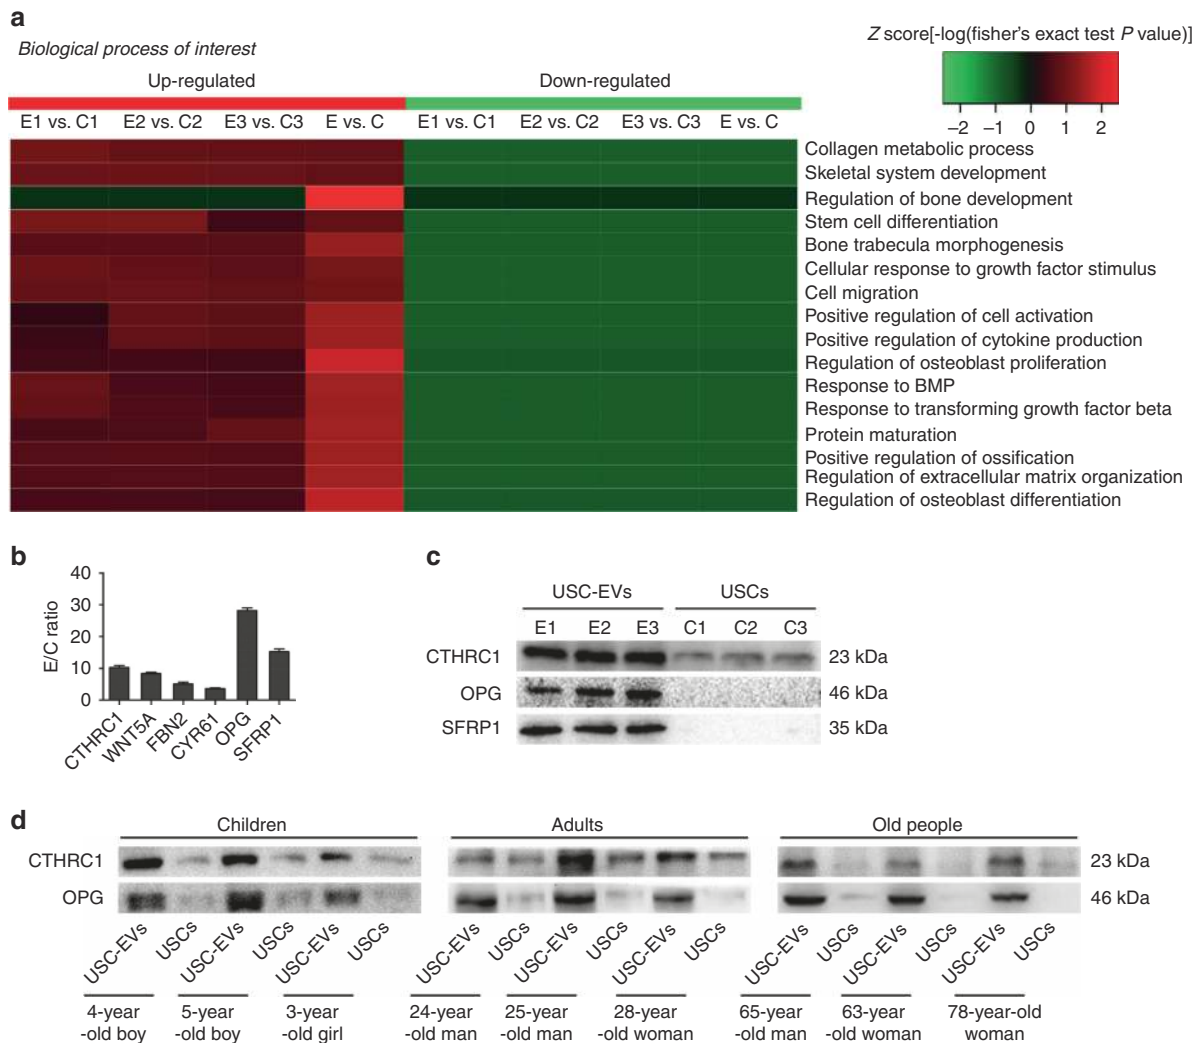 a
Biological process of interest
Z score[-log(fisher's exact test P value)]
Up-regulated
Down-regulated
E1 vs. C1 E2 vs. C2 E3 vs. C3 E vs. C E1 vs. C1 E2 vs. C2 E3 vs. C3 E vs. C
−2 −1 0 1 2
Collagen metabolic process
Skeletal system development
Regulation of bone development
Stem cell differentiation
Bone trabecula morphogenesis
Cellular response to growth factor stimulus
Cell migration
Positive regulation of cell activation
Positive regulation of cytokine production
Regulation of osteoblast proliferation
Response to BMP
Response to transforming growth factor beta
Protein maturation
Positive regulation of ossification
Regulation of extracellular matrix organization
Regulation of osteoblast differentiation
b
E/C ratio
40
30
20
10
0
CTHRC1
WNT5A
FBN2
CYR61
OPG
SFRP1
c
USC-EVs USCs
E1 E2 E3 C1 C2 C3
CTHRC1 23 kDa
OPG 46 kDa
SFRP1 35 kDa
d
Children Adults Old people
CTHRC1 23 kDa
OPG 46 kDa
USC-EVs USCs USC-EVs USCs USC-EVs USCs USC-EVs USCs USC-EVs USCs USC-EVs USCs USC-EVs USCs USC-EVs USCs USC-EVs USCs
4-year 5-year 3-year 24-year 25-year 28-year 65-year 63-year 78-year-old
-old boy -old boy -old girl -old man -old man -old woman -old man -old woman woman